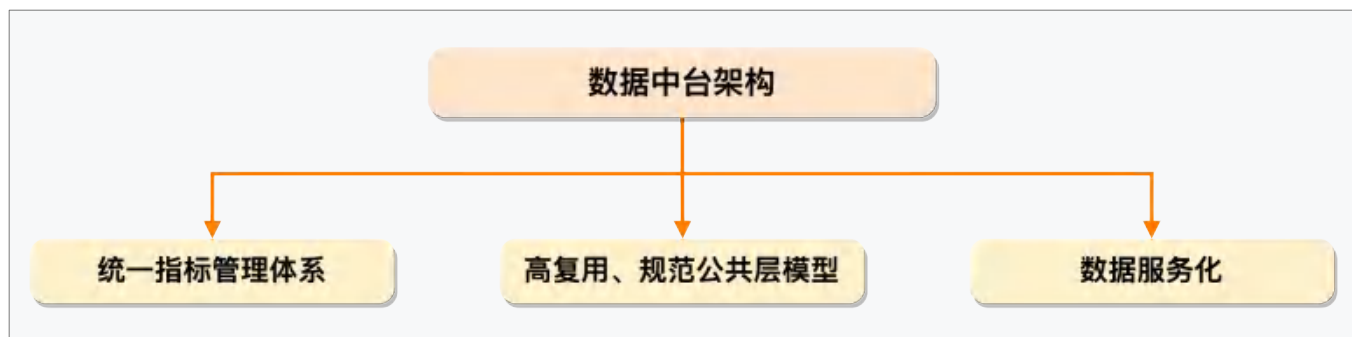 数据中台架构
统一指标管理体系
高复用、规范公共层模型
数据服务化